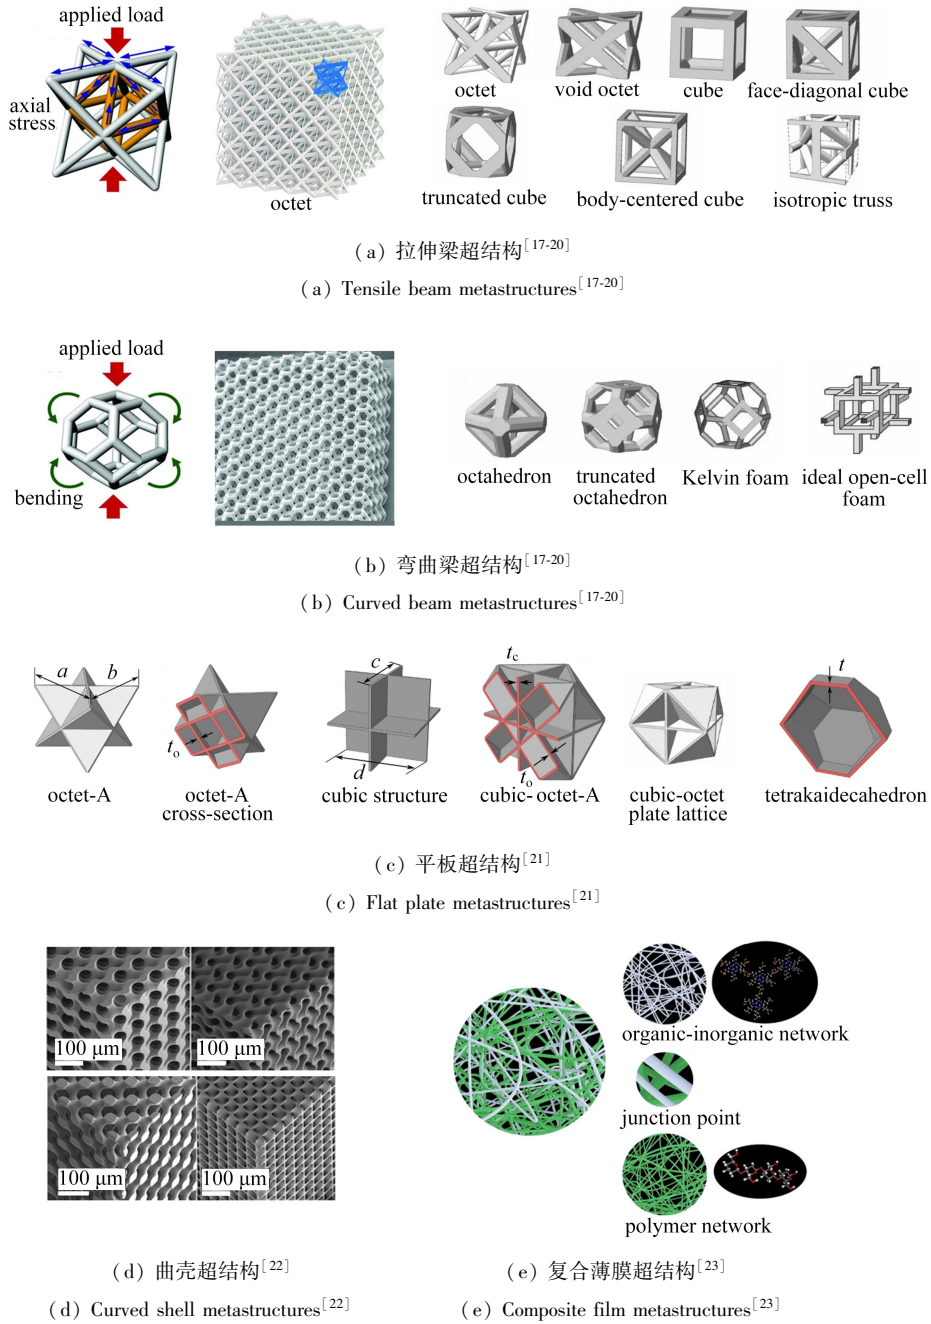 applied load
axial
stress
octet
octet
void octet
cube
face-diagonal cube
truncated cube
body-centered cube
isotropic truss
(a) 拉伸梁超结构[17-20]
(a) Tensile beam metastructures[17-20]
applied load
bending
octahedron
truncated
octahedron
Kelvin foam
ideal open-cell
foam
(b) 弯曲梁超结构[17-20]
(b) Curved beam metastructures[17-20]
a
b
octet-A
to
octet-A
cross-section
c
d
cubic structure
tc
to
cubic-octet-A
cubic-octet
plate lattice
t
tetrakaidecahedron
(c) 平板超结构[21]
(c) Flat plate metastructures[21]
100 μm
100 μm
100 μm
100 μm
organic-inorganic network
junction point
polymer network
(d) 曲壳超结构[22]
(d) Curved shell metastructures[22]
(e) 复合薄膜超结构[23]
(e) Composite film metastructures[23]